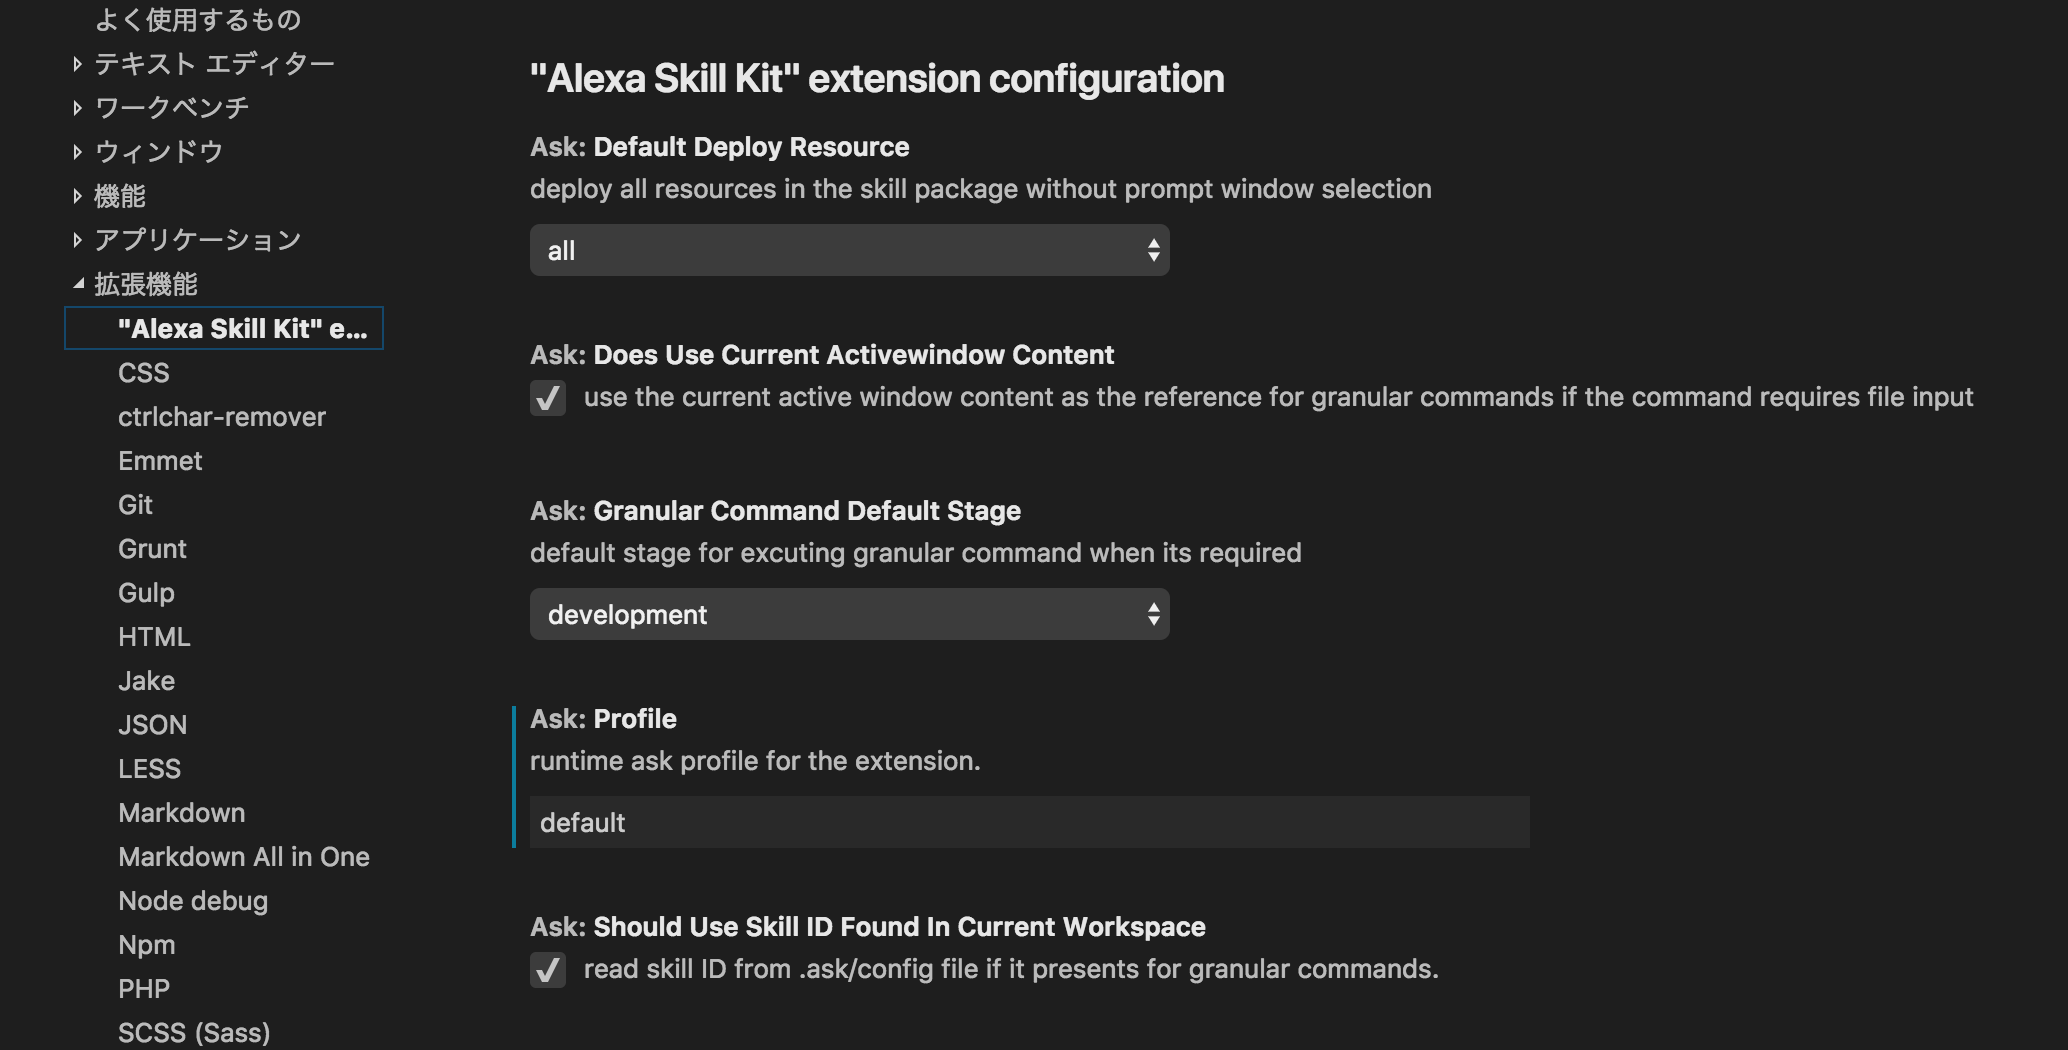 よく使用するもの
テキスト エディター
ワークベンチ
ウィンドウ
機能
アプリケーション
拡張機能
"Alexa Skill Kit" e...
CSS
ctrlchar-remover
Emmet
Git
Grunt
Gulp
HTML
Jake
JSON
LESS
Markdown
Markdown All in One
Node debug
Npm
PHP
SCSS (Sass)
"Alexa Skill Kit" extension configuration
Ask: Default Deploy Resource
deploy all resources in the skill package without prompt window selection
all
Ask: Does Use Current Activewindow Content
use the current active window content as the reference for granular commands if the command requires file input
Ask: Granular Command Default Stage
default stage for excuting granular command when its required
development
Ask: Profile
runtime ask profile for the extension.
default
Ask: Should Use Skill ID Found In Current Workspace
read skill ID from .ask/config file if it presents for granular commands.